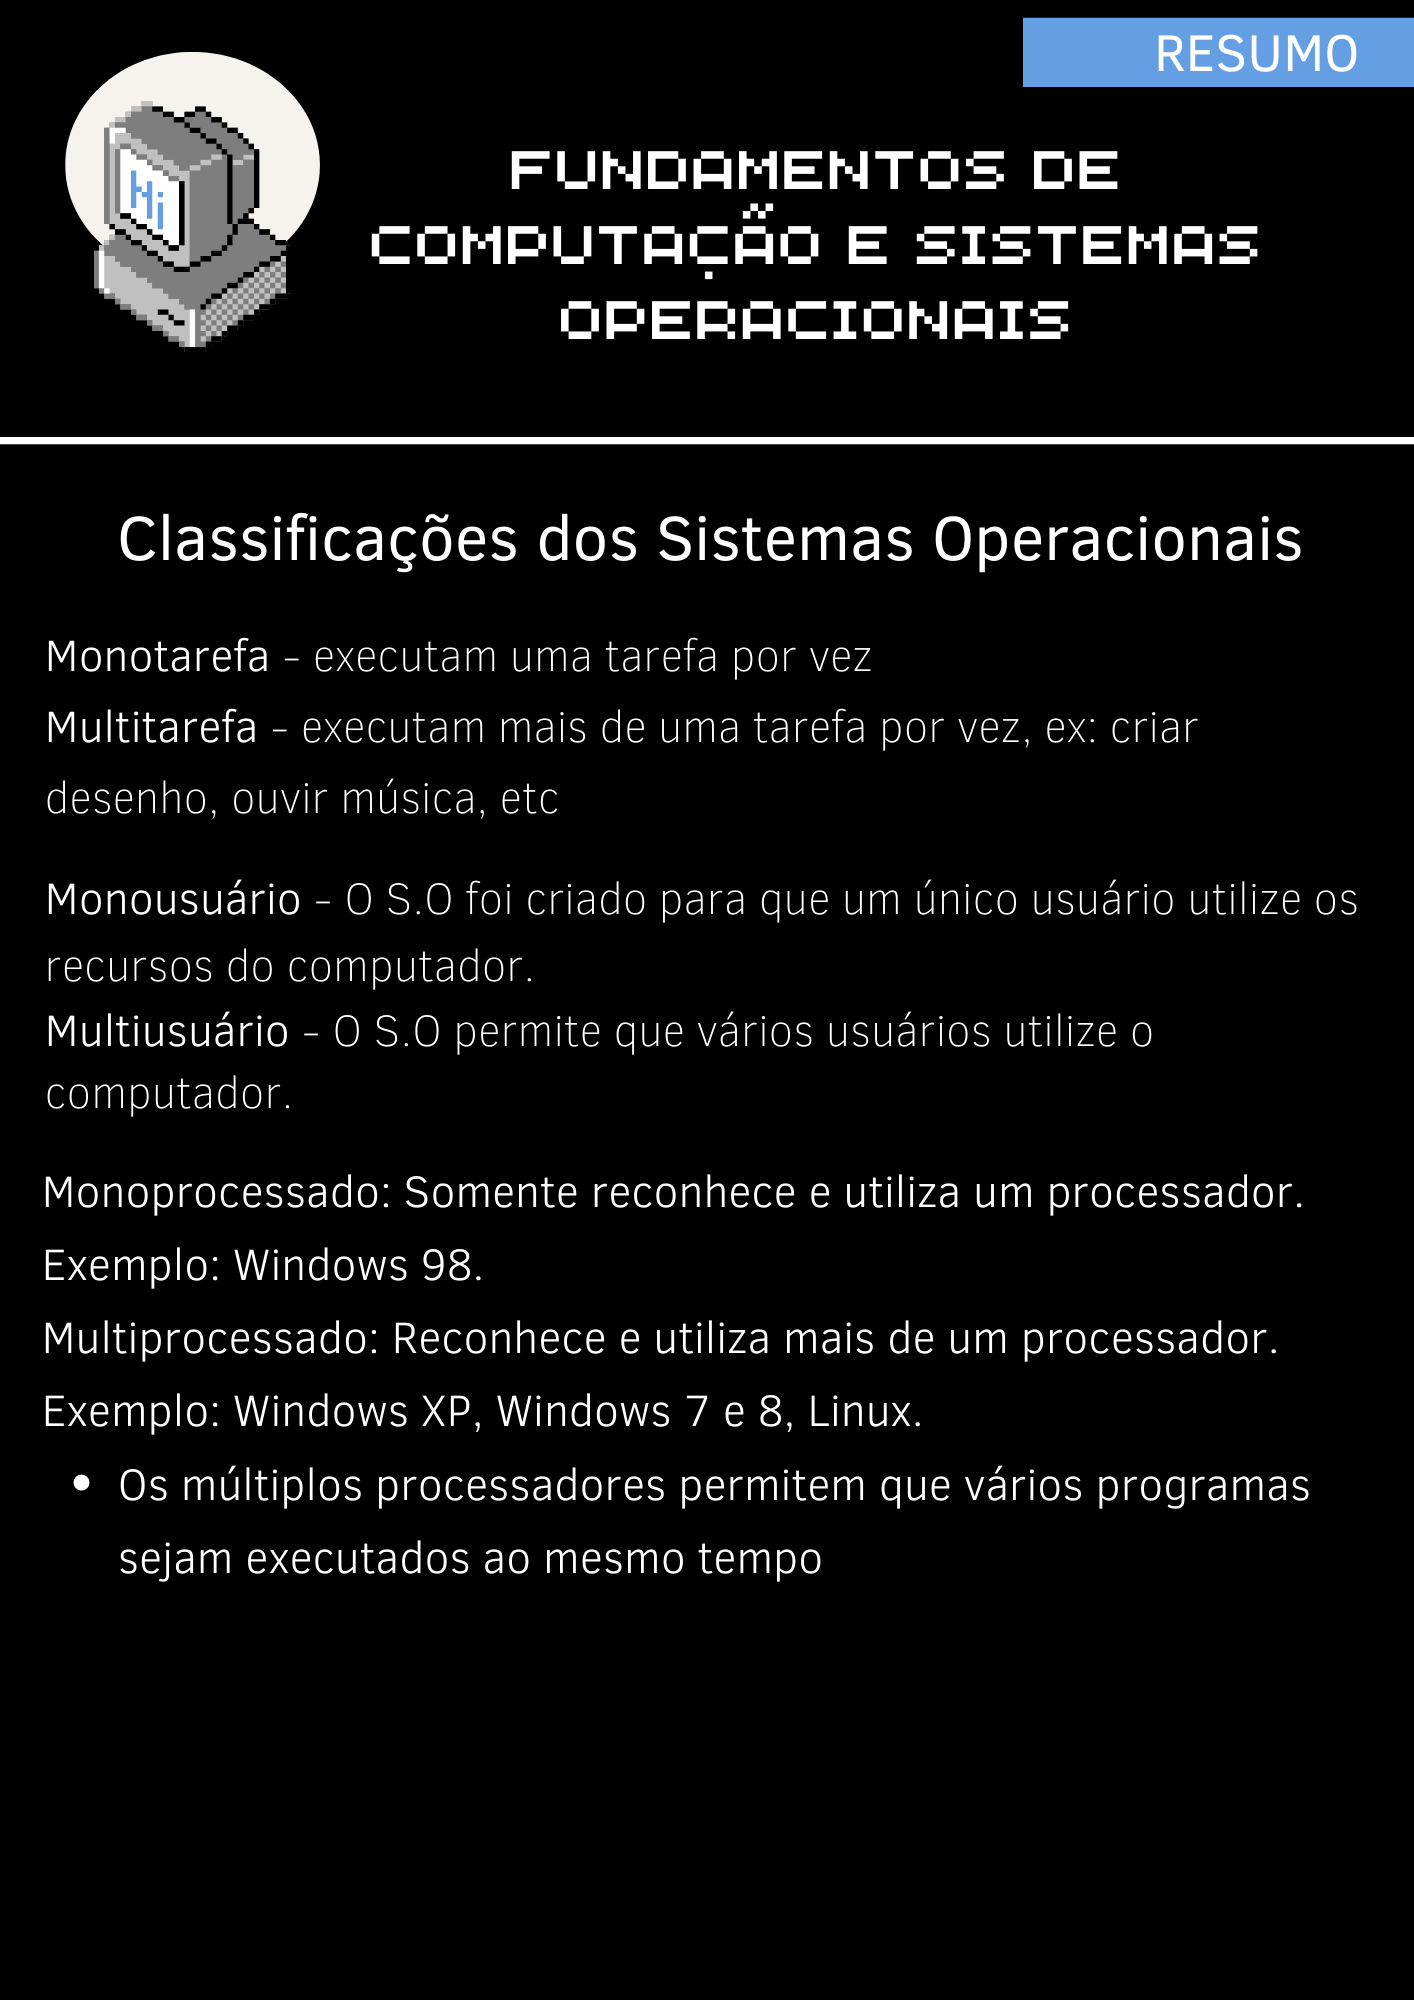 RESUMO
Hi
FUNDAMENTOS DE
COMPUTAÇÃO E SISTEMAS
OPERACIONAIS
Classificações dos Sistemas Operacionais
Monotarefa - executam uma tarefa por vez
Multitarefa - executam mais de uma tarefa por vez, ex: criar
desenho, ouvir música, etc
Monousuário - O S.O foi criado para que um único usuário utilize os
recursos do computador.
Multiusuário - O S.O permite que vários usuários utilize o
computador.
Monoprocessado: Somente reconhece e utiliza um processador.
Exemplo: Windows 98.
Multiprocessado: Reconhece e utiliza mais de um processador.
Exemplo: Windows XP, Windows 7 e 8, Linux.
• Os múltiplos processadores permitem que vários programas
sejam executados ao mesmo tempo